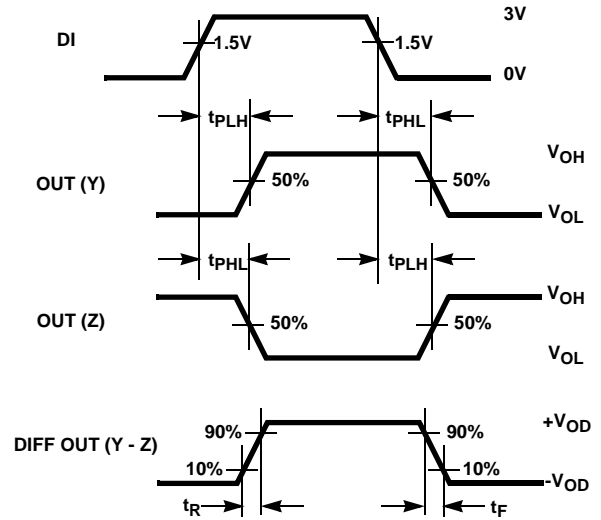 3V
DI
1.5V
1.5V
0V
tPLH
tPHL
VOH
OUT (Y)
50%
50%
VOL
tPHL
tPLH
VOH
OUT (Z)
50%
50%
VOL
+VOD
90%
90%
DIFF OUT (Y - Z)
10%
10%
-VOD
tR
tF